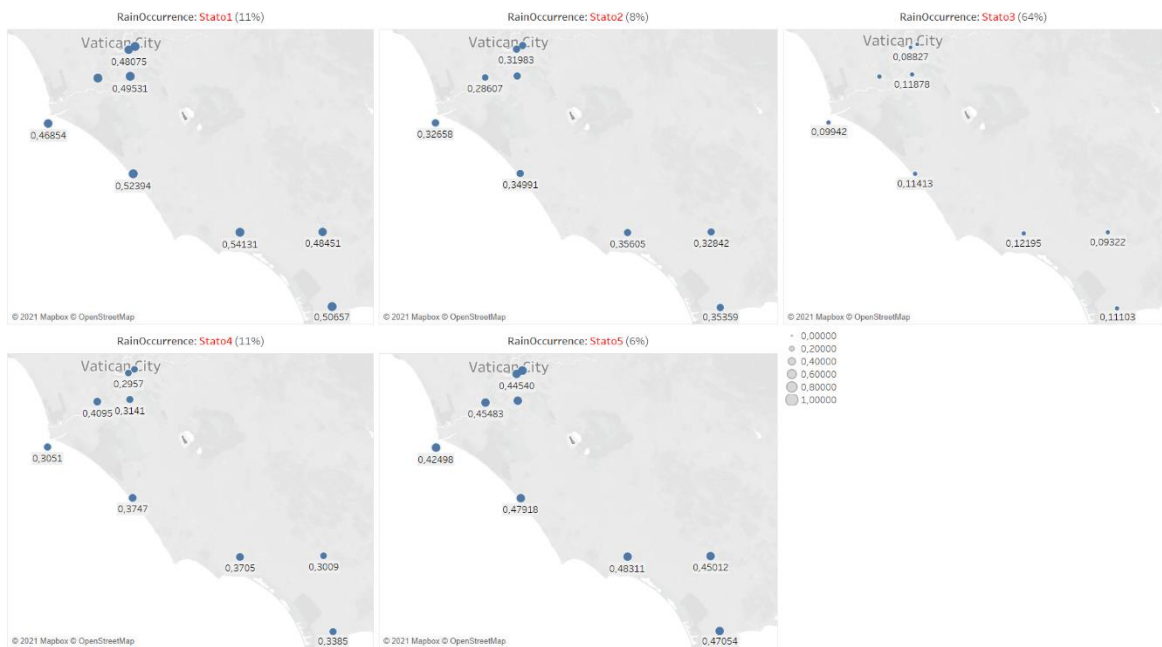 RainOccurrence: Stato1 (11%)
Vatican City
0,48075
0,49531
0,46854
0,52394
0,54131
0,48451
0,50657
© 2021 Mapbox © OpenStreetMap
RainOccurrence: Stato2 (8%)
Vatican City
0,31983
0,28607
0,32658
0,34991
0,35605
0,32842
0,35359
© 2021 Mapbox © OpenStreetMap
RainOccurrence: Stato3 (64%)
Vatican City
0,08827
0,11878
0,09942
0,11413
0,12195
0,09322
0,11103
© 2021 Mapbox © OpenStreetMap
RainOccurrence: Stato4 (11%)
Vatican City
0,2957
0,4095
0,3141
0,3051
0,3747
0,3705
0,3009
0,3385
© 2021 Mapbox © OpenStreetMap
RainOccurrence: Stato5 (6%)
Vatican City
0,44540
0,45483
0,42498
0,47918
0,48311
0,45012
0,47054
© 2021 Mapbox © OpenStreetMap
0,00000
0,20000
0,40000
0,60000
0,80000
1,00000